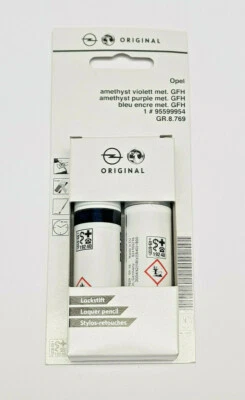 ORIGINAL
Opel
amethyst violett met. GFH
amethyst purple met. GFH
bleu encre met. GFH
1 # 95599954
GR.8.769
ORIGINAL
Lackstift
Laquer pencil
Stylos-retouches